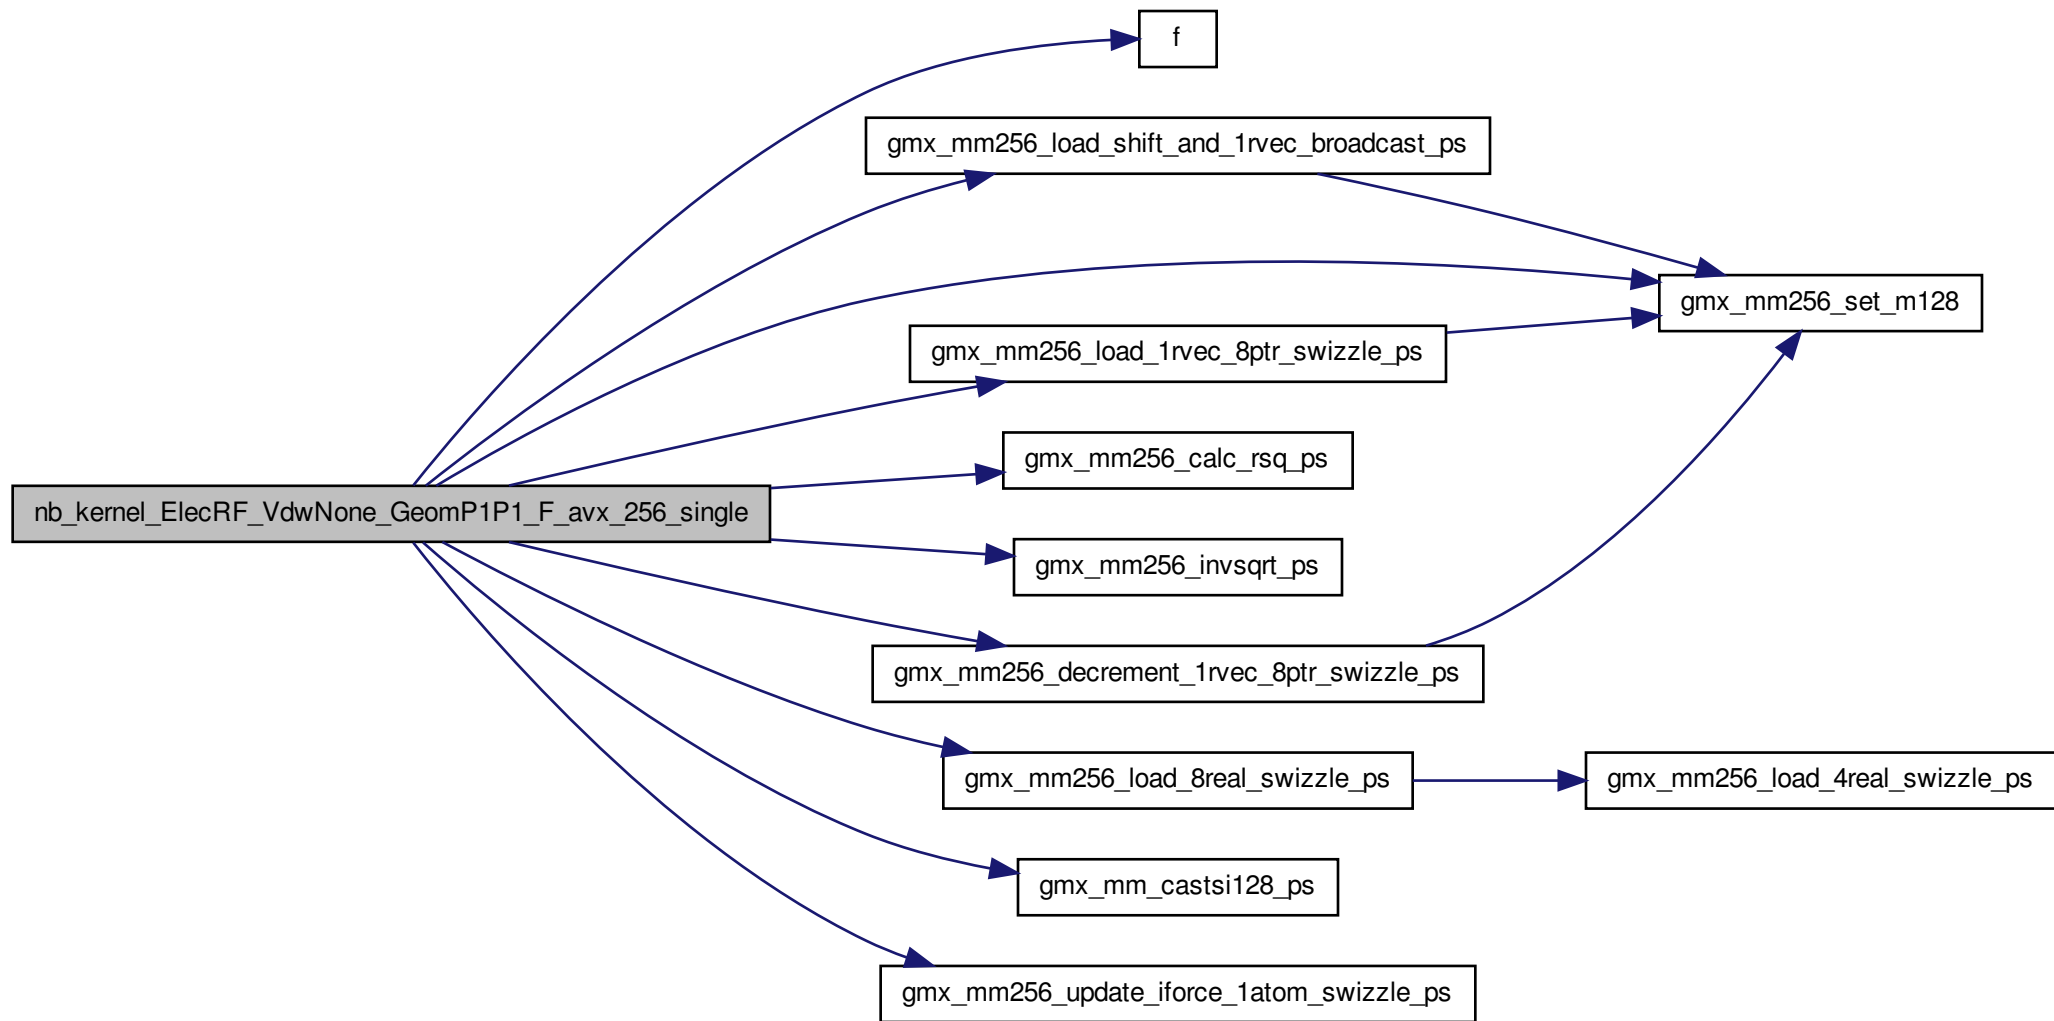 f
gmx_mm256_load_shift_and_1rvec_broadcast_ps
gmx_mm256_set_m128
gmx_mm256_load_1rvec_8ptr_swizzle_ps
gmx_mm256_calc_rsq_ps
nb_kernel_ElecRF_VdwNone_GeomP1P1_F_avx_256_single
gmx_mm256_invsqrt_ps
gmx_mm256_decrement_1rvec_8ptr_swizzle_ps
gmx_mm256_load_8real_swizzle_ps
gmx_mm256_load_4real_swizzle_ps
gmx_mm_castsi128_ps
gmx_mm256_update_iforce_1atom_swizzle_ps